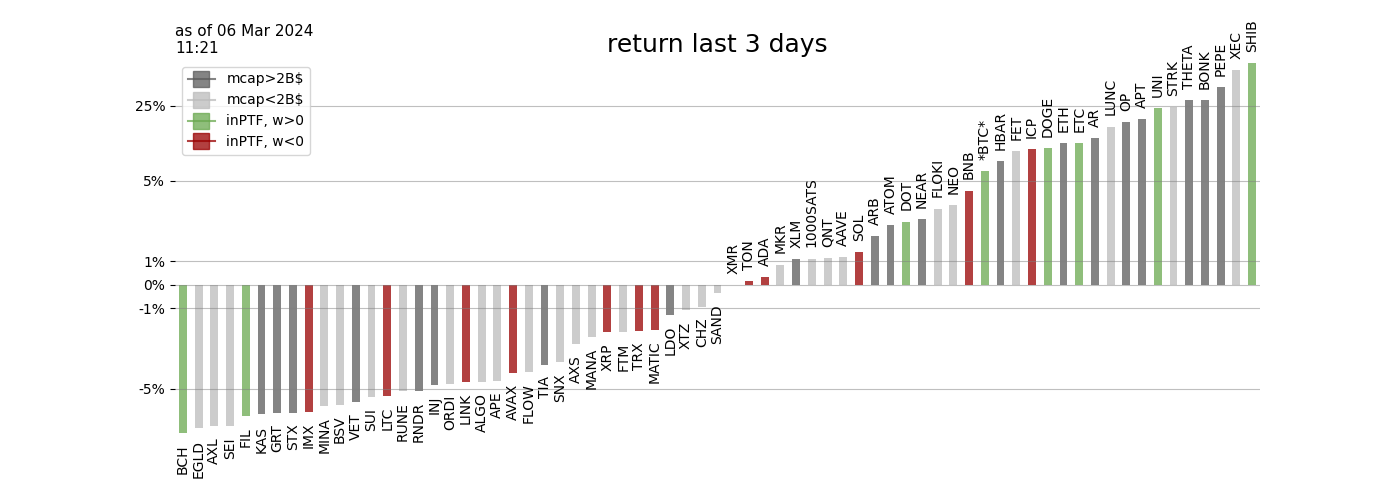 as of 06 Mar 2024
11:21
return last 3 days
mcap>2B$
mcap<2B$
inPTF, w>0
inPTF, w<0
25%
5%
1%
0%
-1%
-5%
BCH
EGLD
AXL
SEI
FIL
KAS
GRT
STX
IMX
MINA
BSV
VET
SUI
LTC
RUNE
RNDR
INJ
ORDI
LINK
ALGO
APE
AVAX
FLOW
TIA
SNX
AXS
MANA
XRP
FTM
TRX
MATIC
LDO
XTZ
CHZ
SAND
XMR
TON
ADA
MKR
XLM
1000SATS
QNT
AAVE
SOL
ARB
ATOM
DOT
NEAR
FLOKI
NEO
BNB
*BTC*
HBAR
FET
ICP
DOGE
ETH
ETC
AR
LUNC
OP
APT
UNI
STRK
THETA
BONK
PEPE
XEC
SHIB